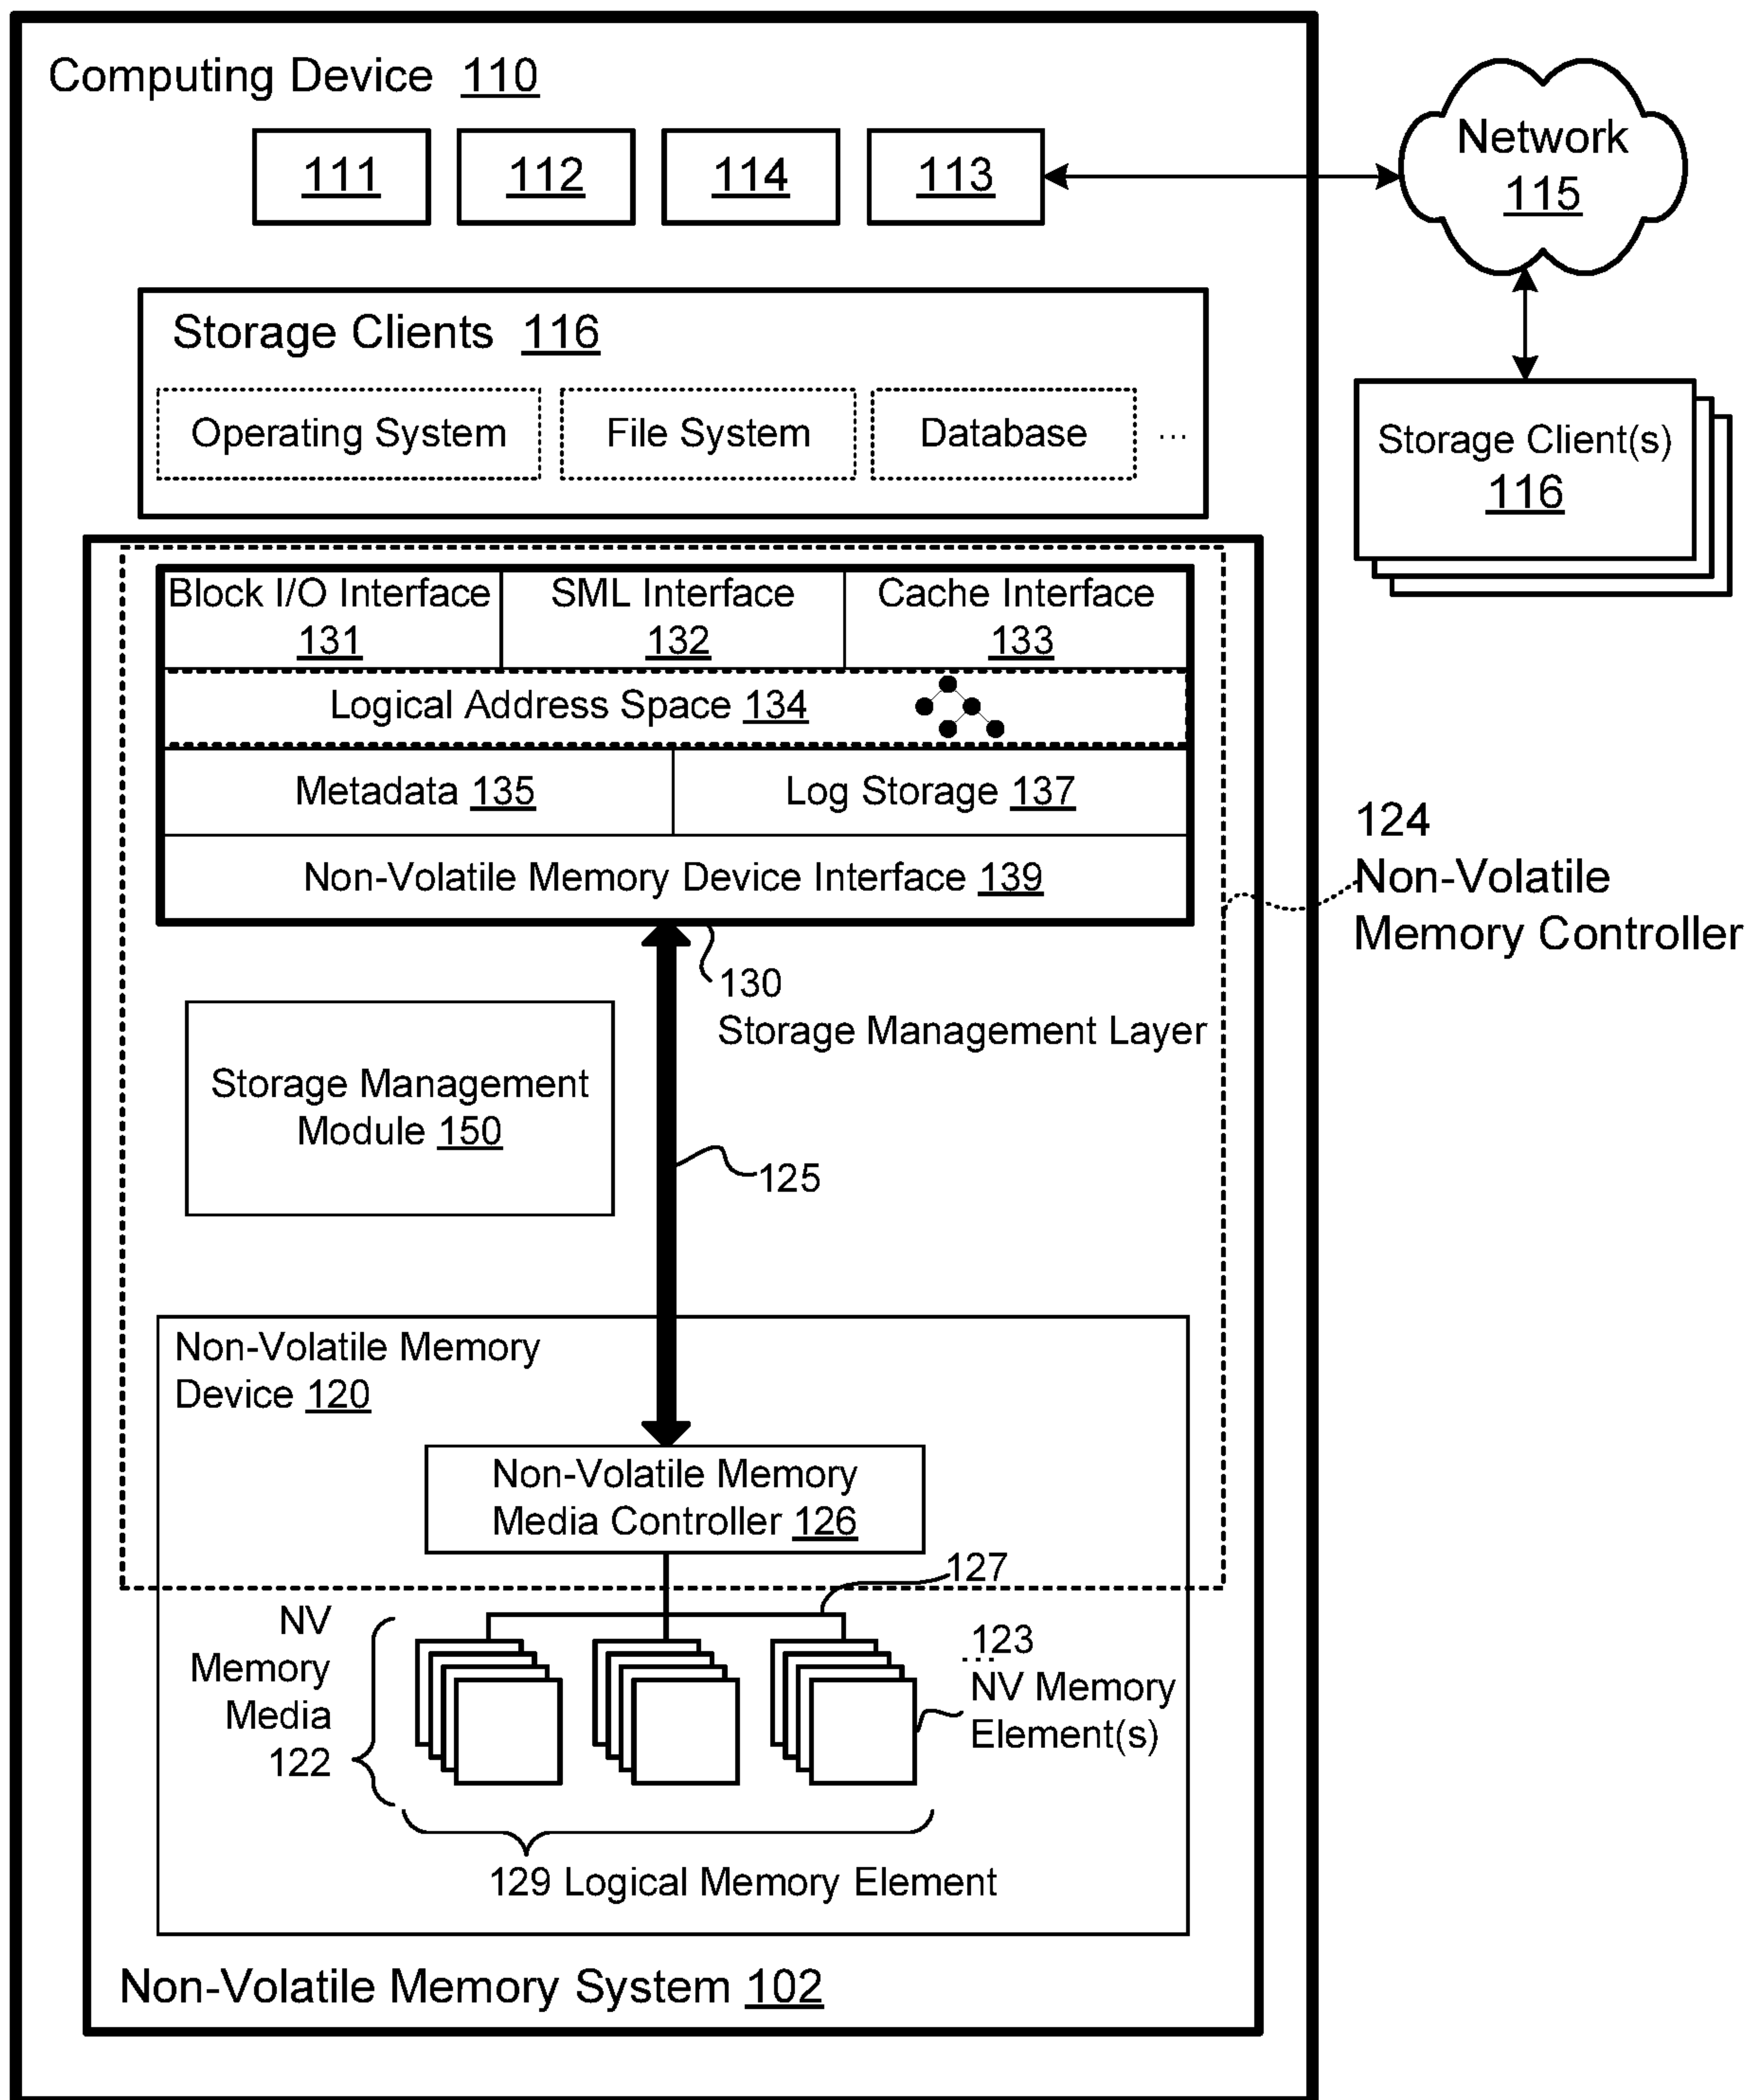 Computing Device 110
111
112
114
113
Network
115
Storage Clients 116
Operating System
File System
Database
...
Storage Client(s)
116
Block I/O Interface
131
SML Interface
132
Cache Interface
133
Logical Address Space 134
Metadata 135
Log Storage 137
Non-Volatile Memory Device Interface 139
124
Non-Volatile
Memory Controller
130
Storage Management Layer
Storage Management
Module 150
125
Non-Volatile Memory
Device 120
Non-Volatile Memory
Media Controller 126
127
NV
Memory
Media
122
123
...
NV Memory
Element(s)
129 Logical Memory Element
Non-Volatile Memory System 102